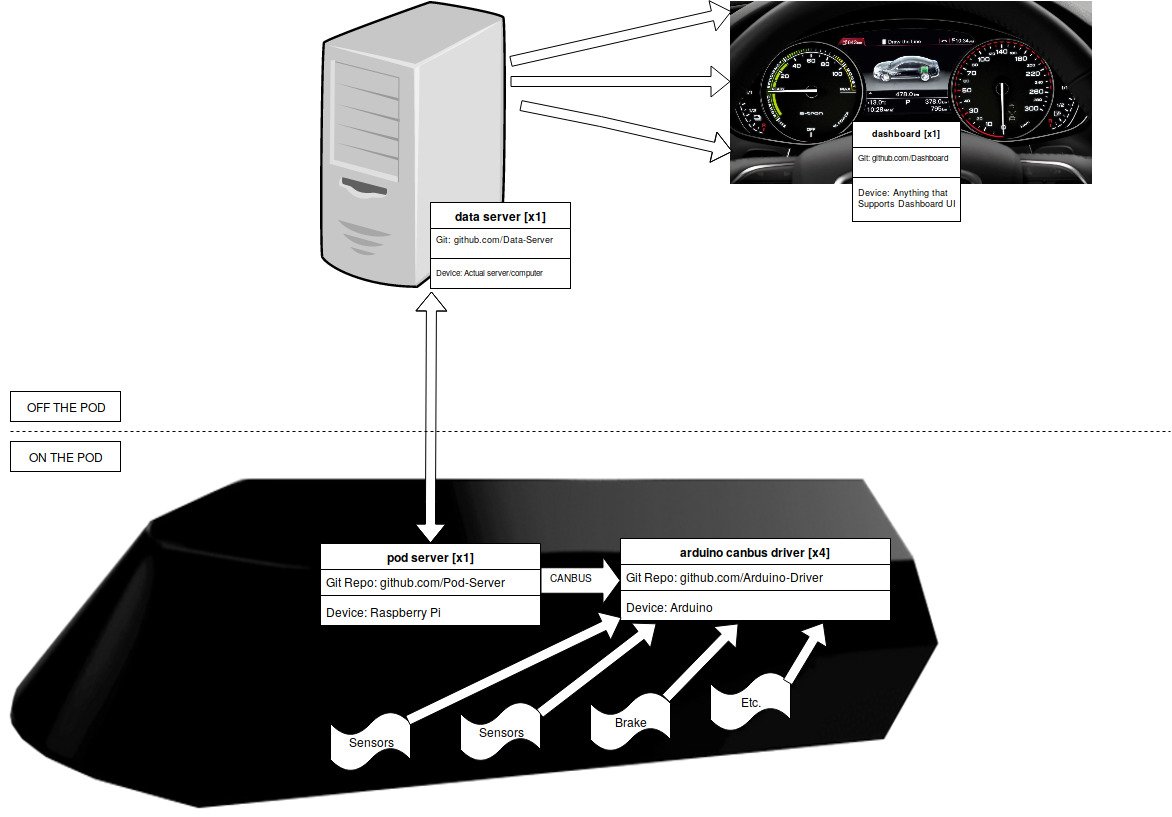 dashboard [x1]
Git: github.com/Dashboard
Device: Anything that
Supports Dashboard UI
data server [x1]
Git: github.com/Data-Server
Device: Actual server/computer
OFF THE POD
ON THE POD
pod server [x1]
Git Repo: github.com/Pod-Server
Device: Raspberry Pi
CANBUS
arduino canbus driver [x4]
Git Repo: github.com/Arduino-Driver
Device: Arduino
Sensors
Sensors
Brake
Etc.